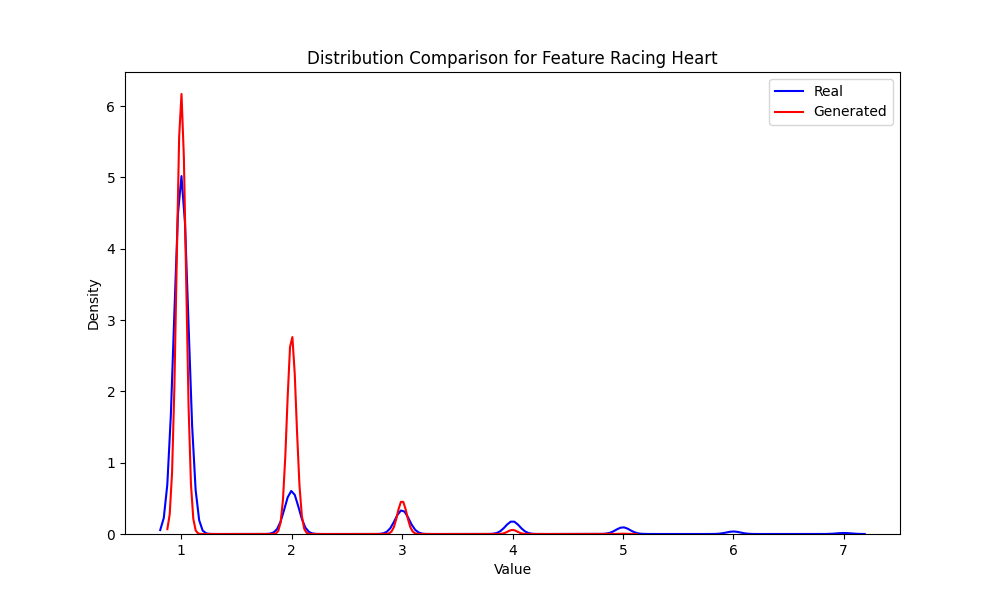 Distribution Comparison for Feature Racing Heart
Real
Generated
Density
6
5
4
3
2
1
0
1 2 3 4 5 6 7
Value